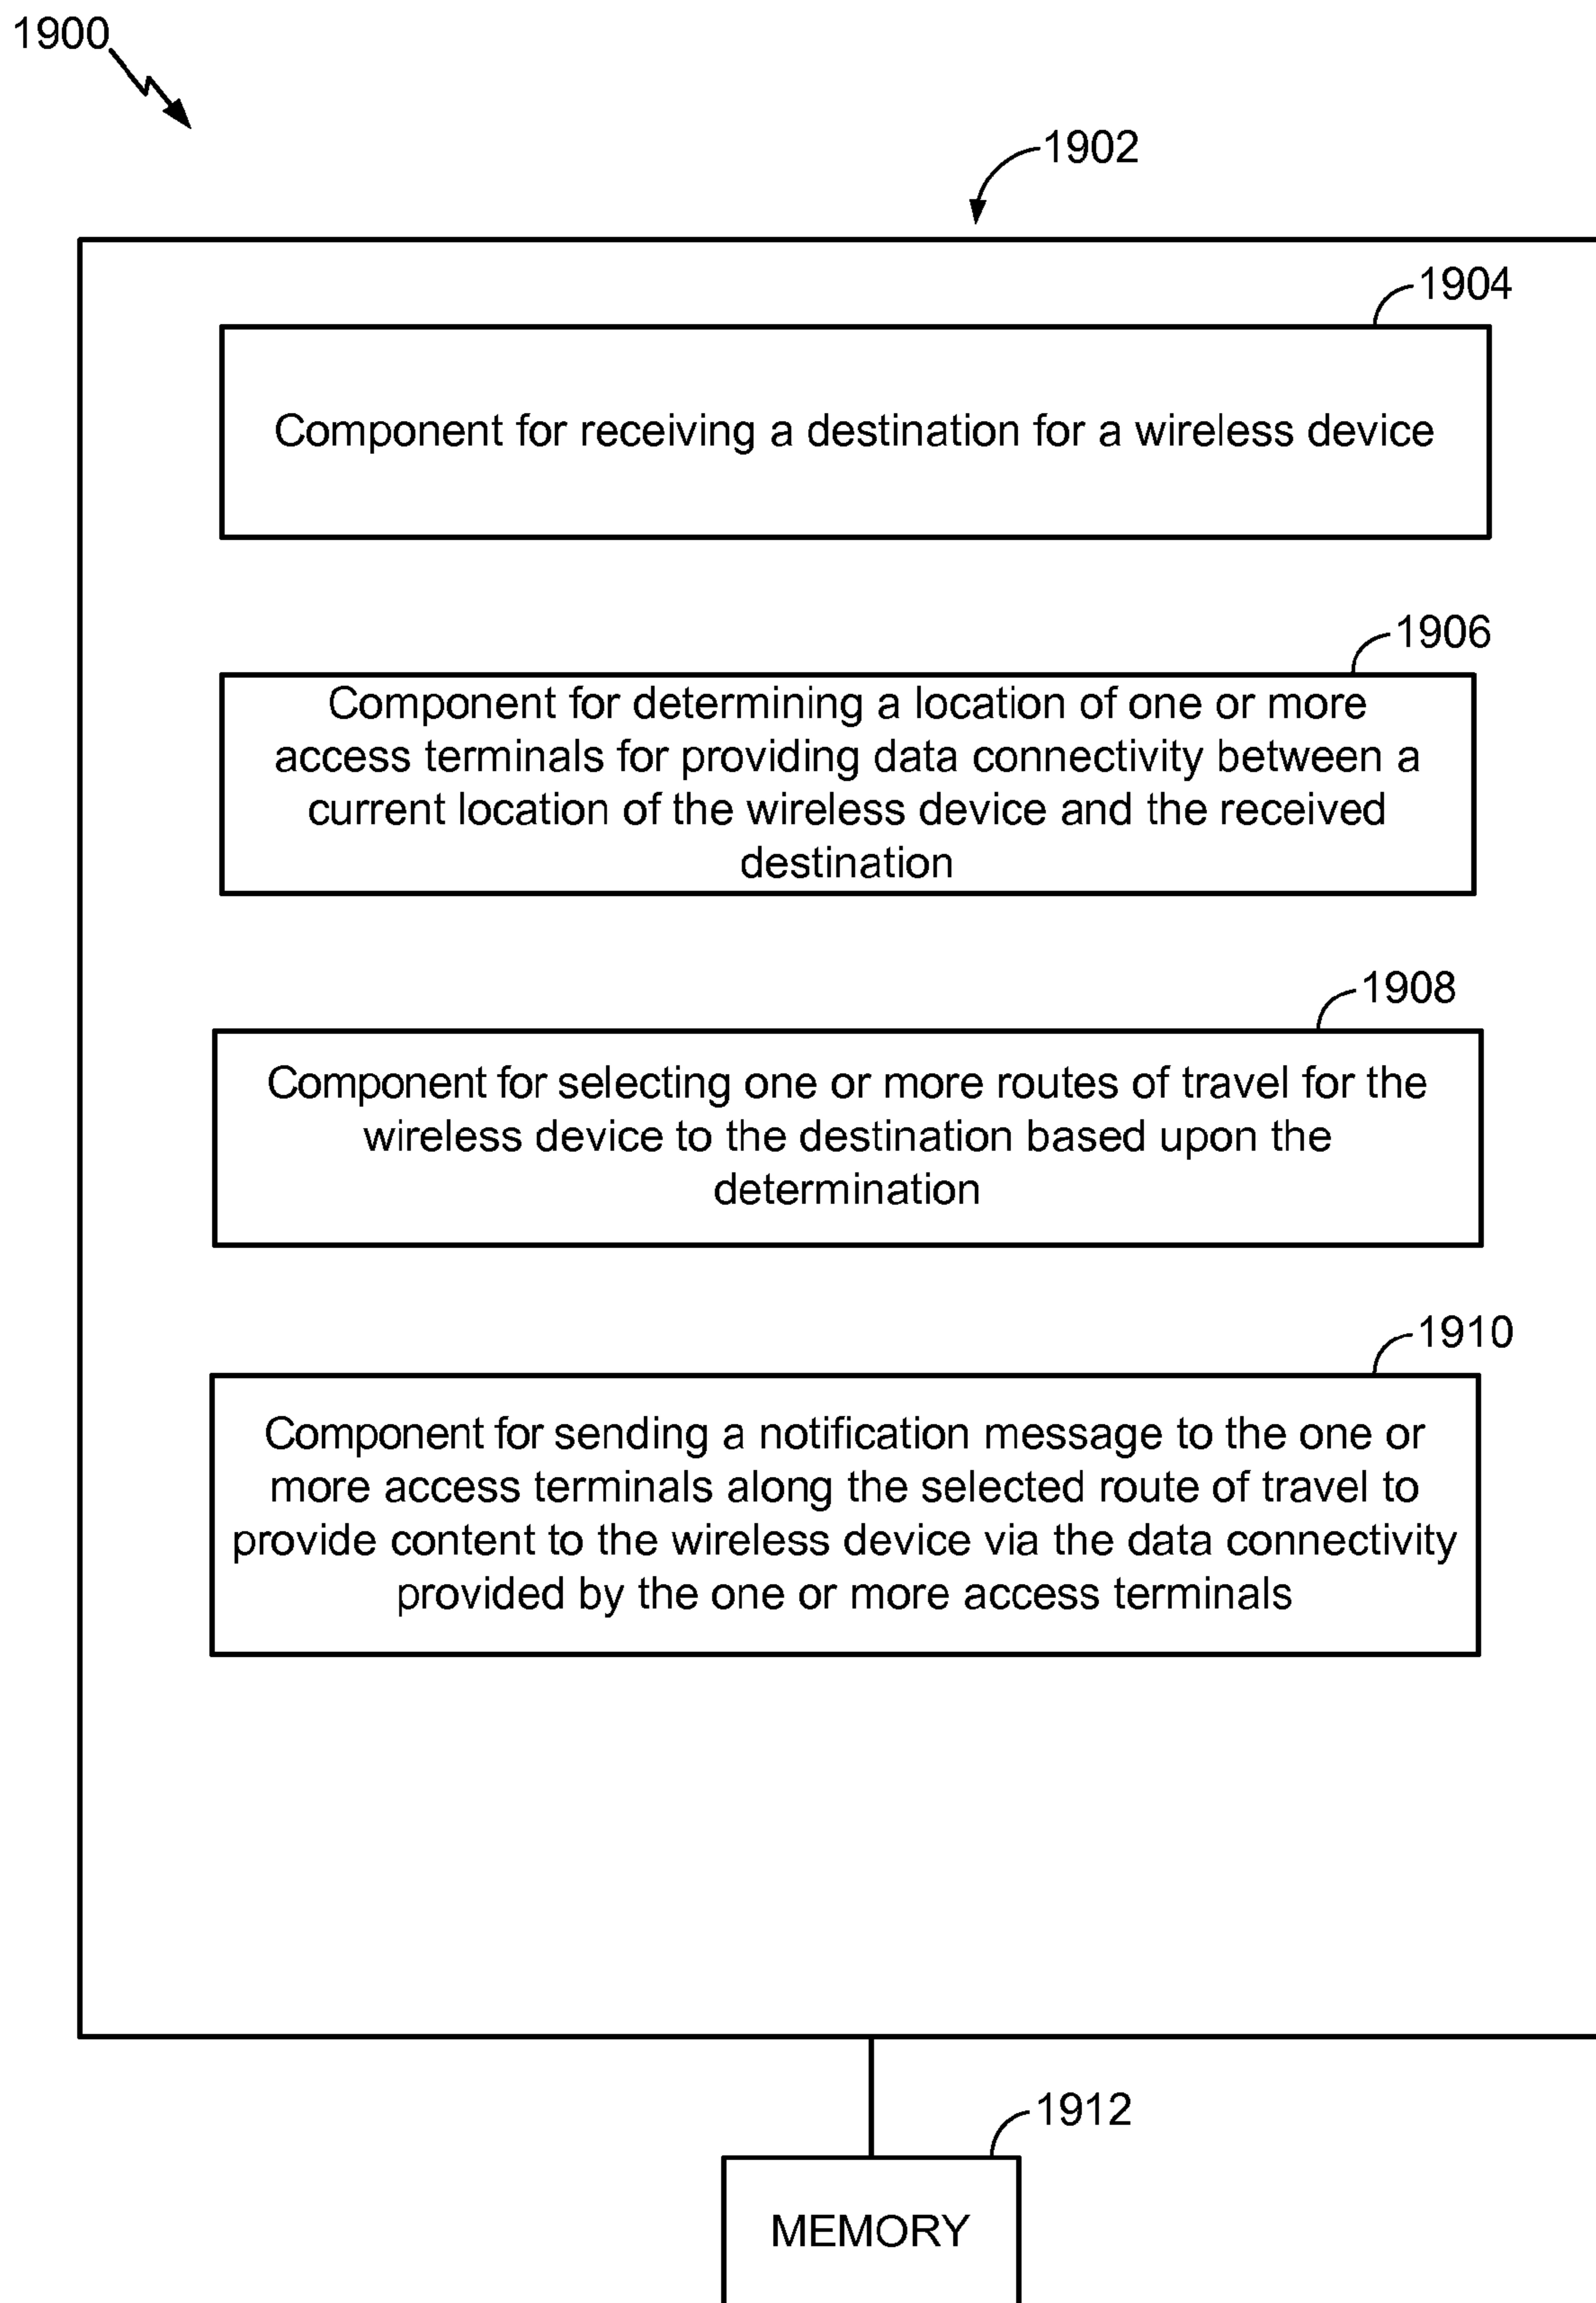 1900
1902
1904
Component for receiving a destination for a wireless device
1906
Component for determining a location of one or more
access terminals for providing data connectivity between a
current location of the wireless device and the received
destination
1908
Component for selecting one or more routes of travel for the
wireless device to the destination based upon the
determination
1910
Component for sending a notification message to the one or
more access terminals along the selected route of travel to
provide content to the wireless device via the data connectivity
provided by the one or more access terminals
1912
MEMORY